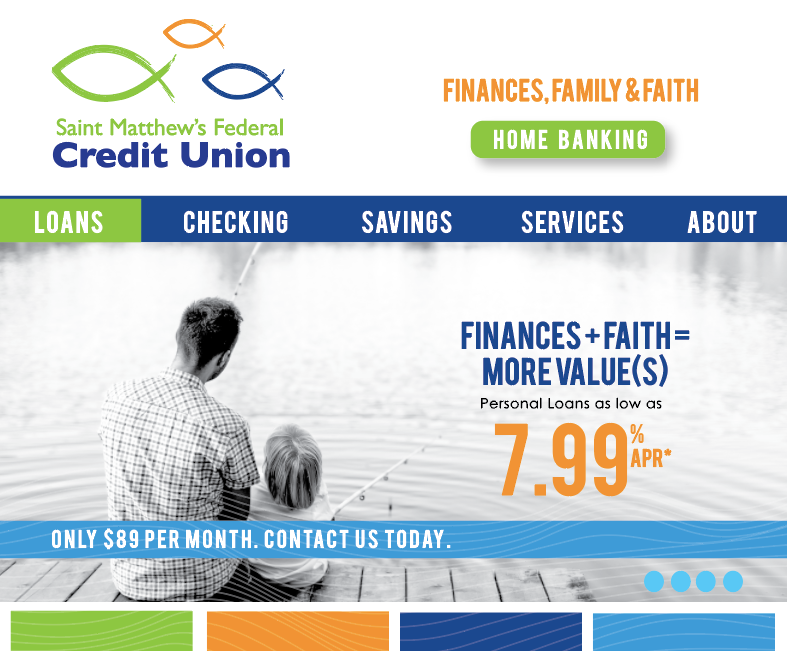 Saint Matthew's Federal
Credit Union
FINANCES, FAMILY & FAITH
HOME BANKING
LOANS CHECKING SAVINGS SERVICES ABOUT
FINANCES + FAITH =
MORE VALUE(S)
Personal Loans as low as
7.99% APR*
ONLY $89 PER MONTH. CONTACT US TODAY.